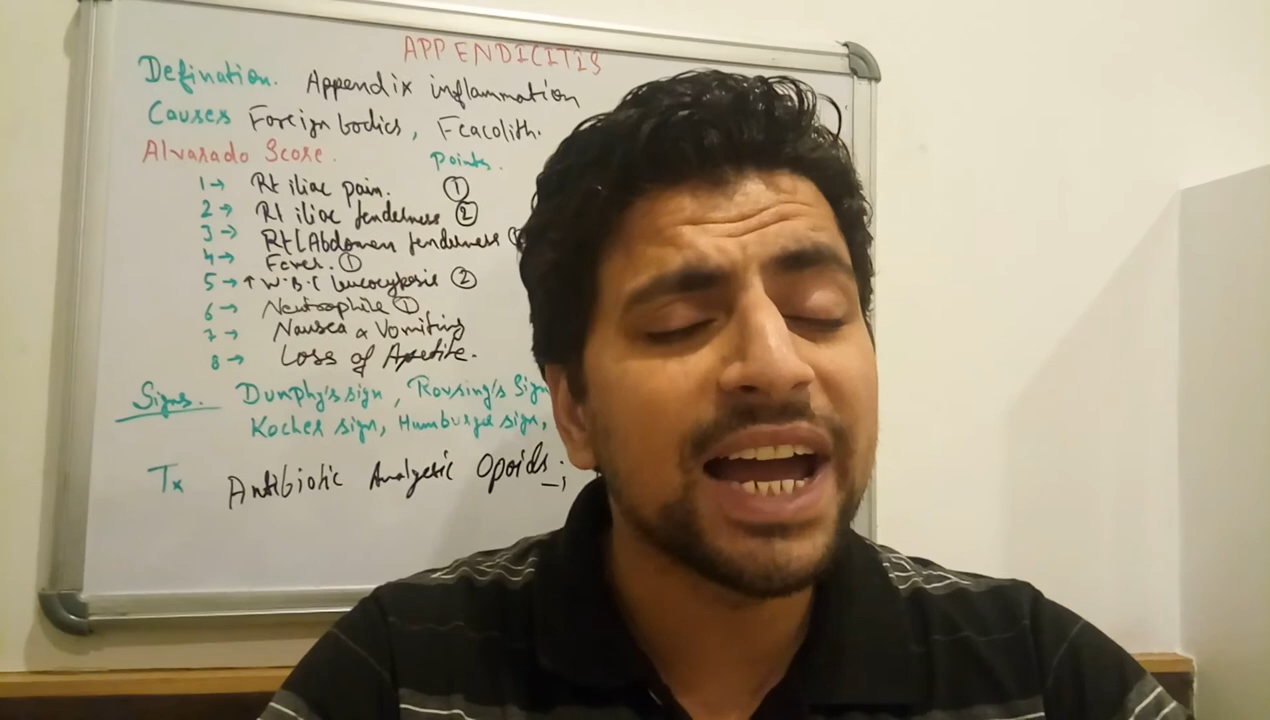 APPENDICITIS
Defination. Appendix inflammation
Causes Foreign bodies, Feacolith.
Alvarado Score. Points.
1→ Rt iliac pain. ①
2→ Rt iliac tenderness ②
3→ Rt Abdomen tenderness
4→ Fever. ①
5→ ↑ W.B.C leucocytosis ②
6→ Neutrophile ①
7→ Nausea & Vomiting
8→ Loss of Apetite.
Signs. Dunphy's sign, Rovsing's Sign
Kocher sign, Humburger sign,
Tx Antibiotic Analgesic Opoids